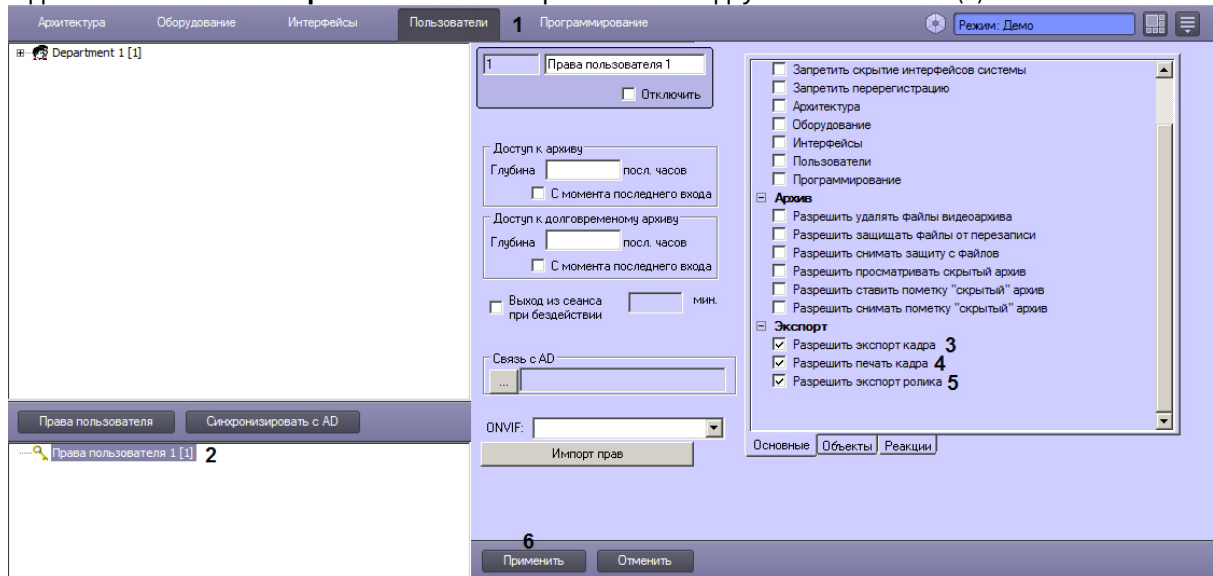 Архитектура Оборудование Интерфейсы Пользователи 1 Программирование Режим: Демо
Department 1 [1]
1 Права пользователя 1
Отключить
Доступ к архиву
Глубина посл. часов
С момента последнего входа
Доступ к долговременому архиву
Глубина посл. часов
С момента последнего входа
Выход из сеанса
при бездействии мин.
Связь с AD
...
ONVIF:
Импорт прав
Запретить скрытие интерфейсов системы
Запретить перерегистрацию
Архитектура
Оборудование
Интерфейсы
Пользователи
Программирование
Архив
Разрешить удалять файлы видеоархива
Разрешить защищать файлы от перезаписи
Разрешить снимать защиту с файлов
Разрешить просматривать скрытый архив
Разрешить ставить пометку "скрытый" архив
Разрешить снимать пометку "скрытый" архив
Экспорт
Разрешить экспорт кадра 3
Разрешить печать кадра 4
Разрешить экспорт ролика 5
Основные Объекты Реакции
Права пользователя Синхронизировать с AD
Права пользователя 1 [1] 2
6
Применить Отменить